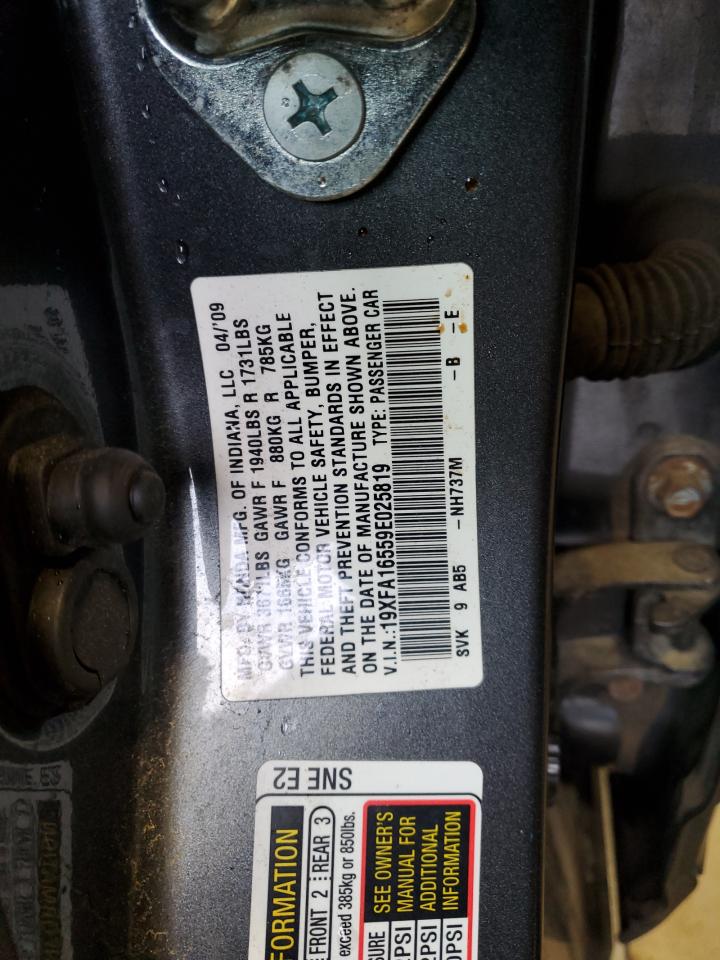 MFD. BY HONDA MFG. OF INDIANA, LLC 04/'09
GVWR LBS GAWR F 1940LBS R 1731LBS
GVWR KG GAWR F 880KG R 785KG
THIS VEHICLE CONFORMS TO ALL APPLICABLE
FEDERAL MOTOR VEHICLE SAFETY, BUMPER,
AND THEFT PREVENTION STANDARDS IN EFFECT
ON THE DATE OF MANUFACTURE SHOWN ABOVE.
V.I.N.:19XFA16559E025819 TYPE: PASSENGER CAR
SVK 9 AB5 -NH737M -B -E
SNE E2
FORMATION
FRONT 2 REAR 3
exceed 385kg or 850lbs.
SEE OWNER'S
MANUAL FOR
ADDITIONAL
INFORMATION
PSI
PSI
PSI